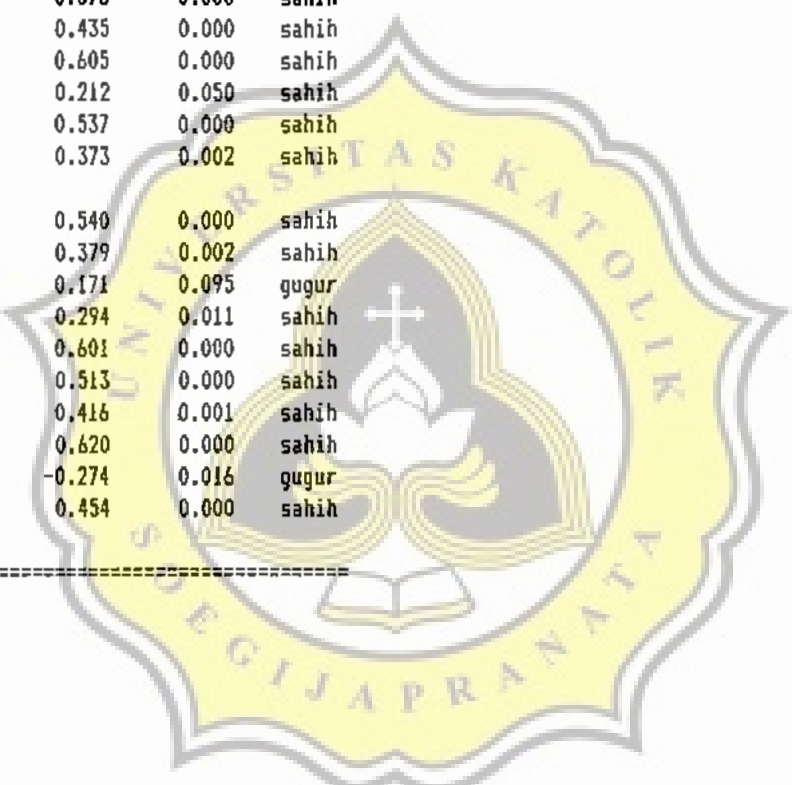 0.435 0.000 sahih
0.605 0.000 sahih
0.212 0.050 sahih
0.537 0.000 sahih
0.373 0.002 sahih
0.540 0.000 sahih
0.379 0.002 sahih
0.171 0.095 gugur
0.294 0.011 sahih
0.601 0.000 sahih
0.513 0.000 sahih
0.416 0.001 sahih
0.620 0.000 sahih
-0.274 0.016 gugur
0.454 0.000 sahih
UNIVERSITAS KATOLIK
SOEGIJAPRANATA